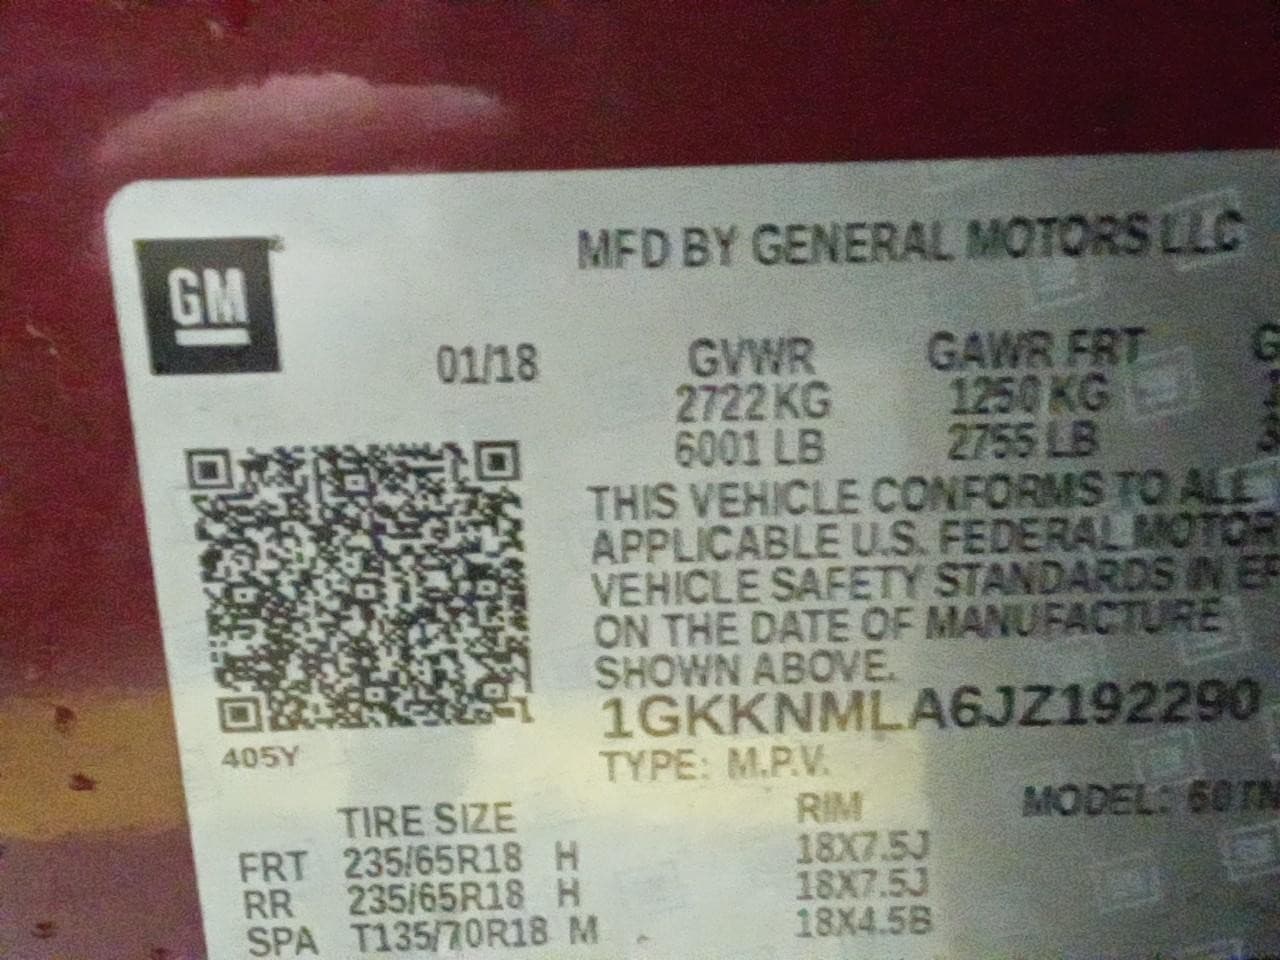 GM
MFD BY GENERAL MOTORS LLC
01/18 GVWR GAWR FRT
2722 KG 1250 KG
6001 LB 2755 LB
THIS VEHICLE CONFORMS TO ALL
APPLICABLE U.S. FEDERAL MOTOR
VEHICLE SAFETY STANDARDS IN
ON THE DATE OF MANUFACTURE
SHOWN ABOVE.
1GKKNMLA6JZ192290
405Y
TYPE: M.P.V.
MODEL:
TIRE SIZE RIM
FRT 235/65R18 H 18X7.5J
RR 235/65R18 H 18X7.5J
SPA T135/70R18 M 18X4.5B